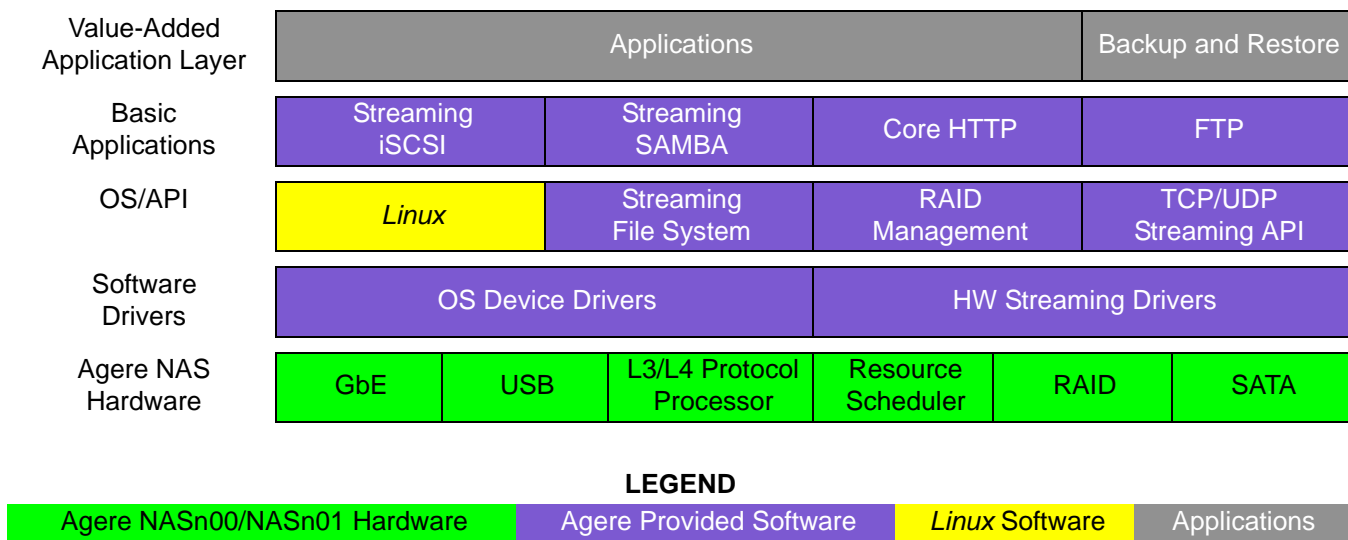 Value-Added
Application Layer
Applications
Backup and Restore
Basic
Applications
Streaming
iSCSI
Streaming
SAMBA
Core HTTP
FTP
OS/API
Linux
Streaming
File System
RAID
Management
TCP/UDP
Streaming API
Software
Drivers
OS Device Drivers
HW Streaming Drivers
Agere NAS
Hardware
GbE
USB
L3/L4 Protocol
Processor
Resource
Scheduler
RAID
SATA
LEGEND
Agere NASn00/NASn01 Hardware
Agere Provided Software
Linux Software
Applications